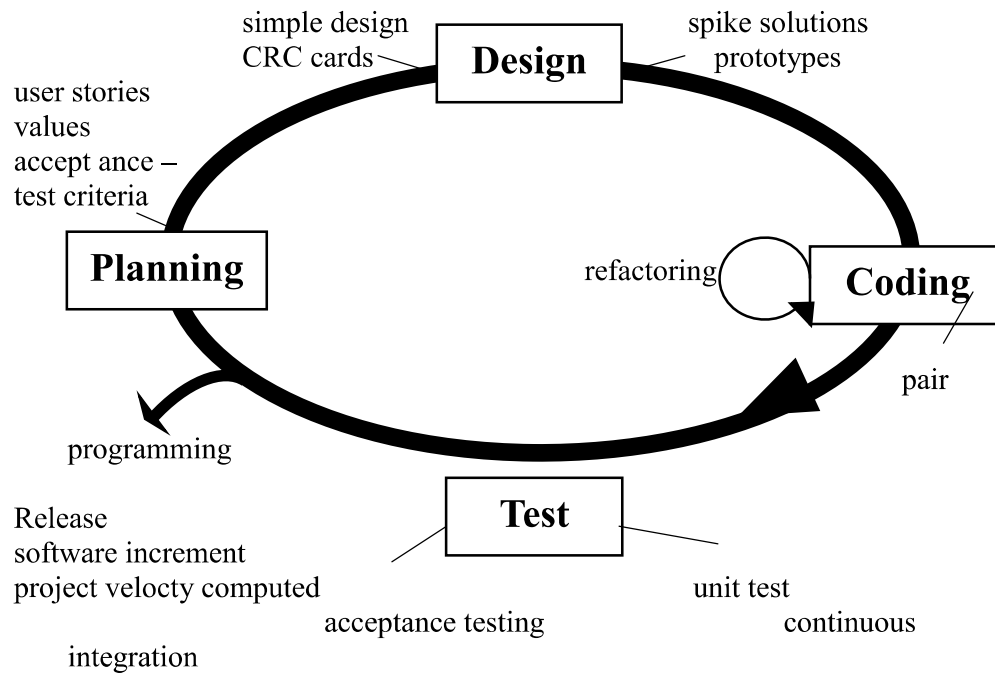 simple design
CRC cards
Design
spike solutions
prototypes
user stories
values
accept ance –
test criteria
Planning
refactoring
Coding
pair
programming
Test
Release
software increment
project velocty computed
unit test
acceptance testing
continuous
integration